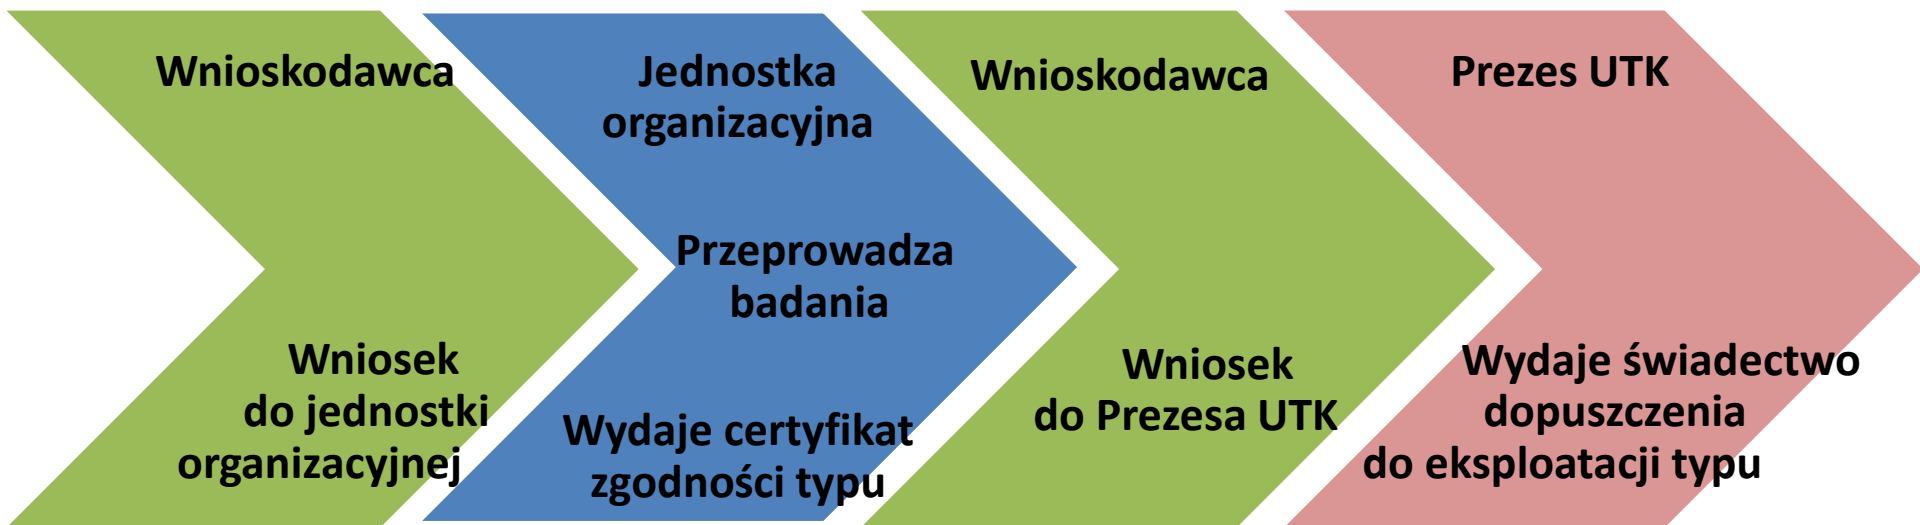 Wnioskodawca
Wniosek
do jednostki
organizacyjnej
Jednostka
organizacyjna
Przeprowadza
badania
Wydaje certyfikat
zgodności typu
Wnioskodawca
Wniosek
do Prezesa UTK
Prezes UTK
Wydaje świadectwo
dopuszczenia
do eksploatacji typu